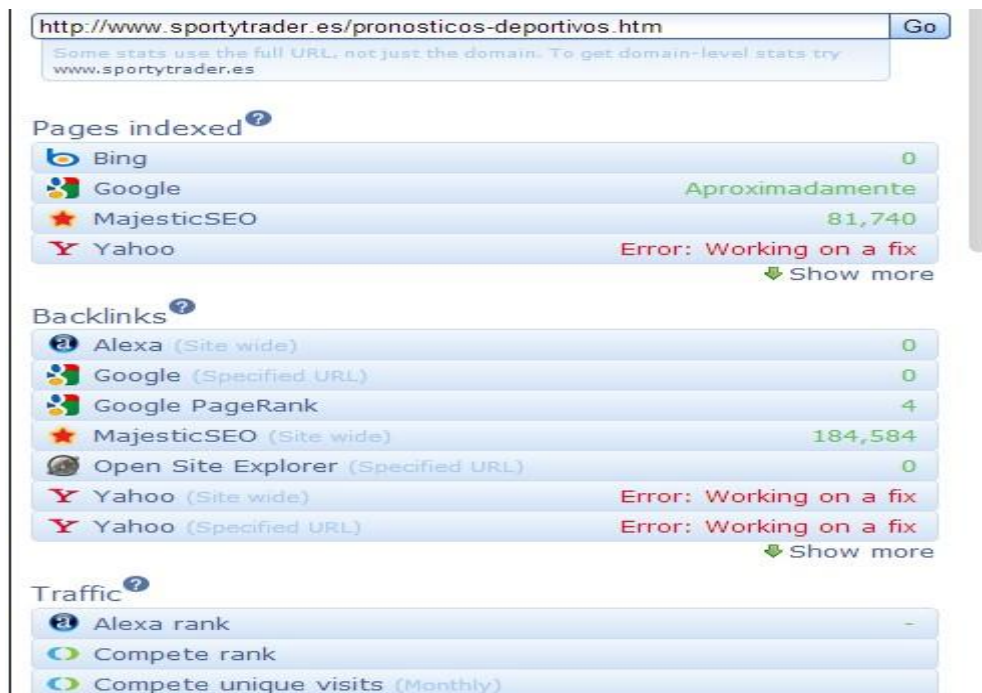 http://www.sportytrader.es/pronosticos-deportivos.htm Go
Some stats use the full URL, not just the domain. To get domain-level stats try
www.sportytrader.es
Pages indexed ?
Bing 0
Google Aproximadamente
MajesticSEO 81,740
Yahoo Error: Working on a fix
Show more
Backlinks ?
Alexa (Site wide) 0
Google (Specified URL) 0
Google PageRank 4
MajesticSEO (Site wide) 184,584
Open Site Explorer (Specified URL) 0
Yahoo (Site wide) Error: Working on a fix
Yahoo (Specified URL) Error: Working on a fix
Show more
Traffic ?
Alexa rank -
Compete rank
Compete unique visits (Monthly)